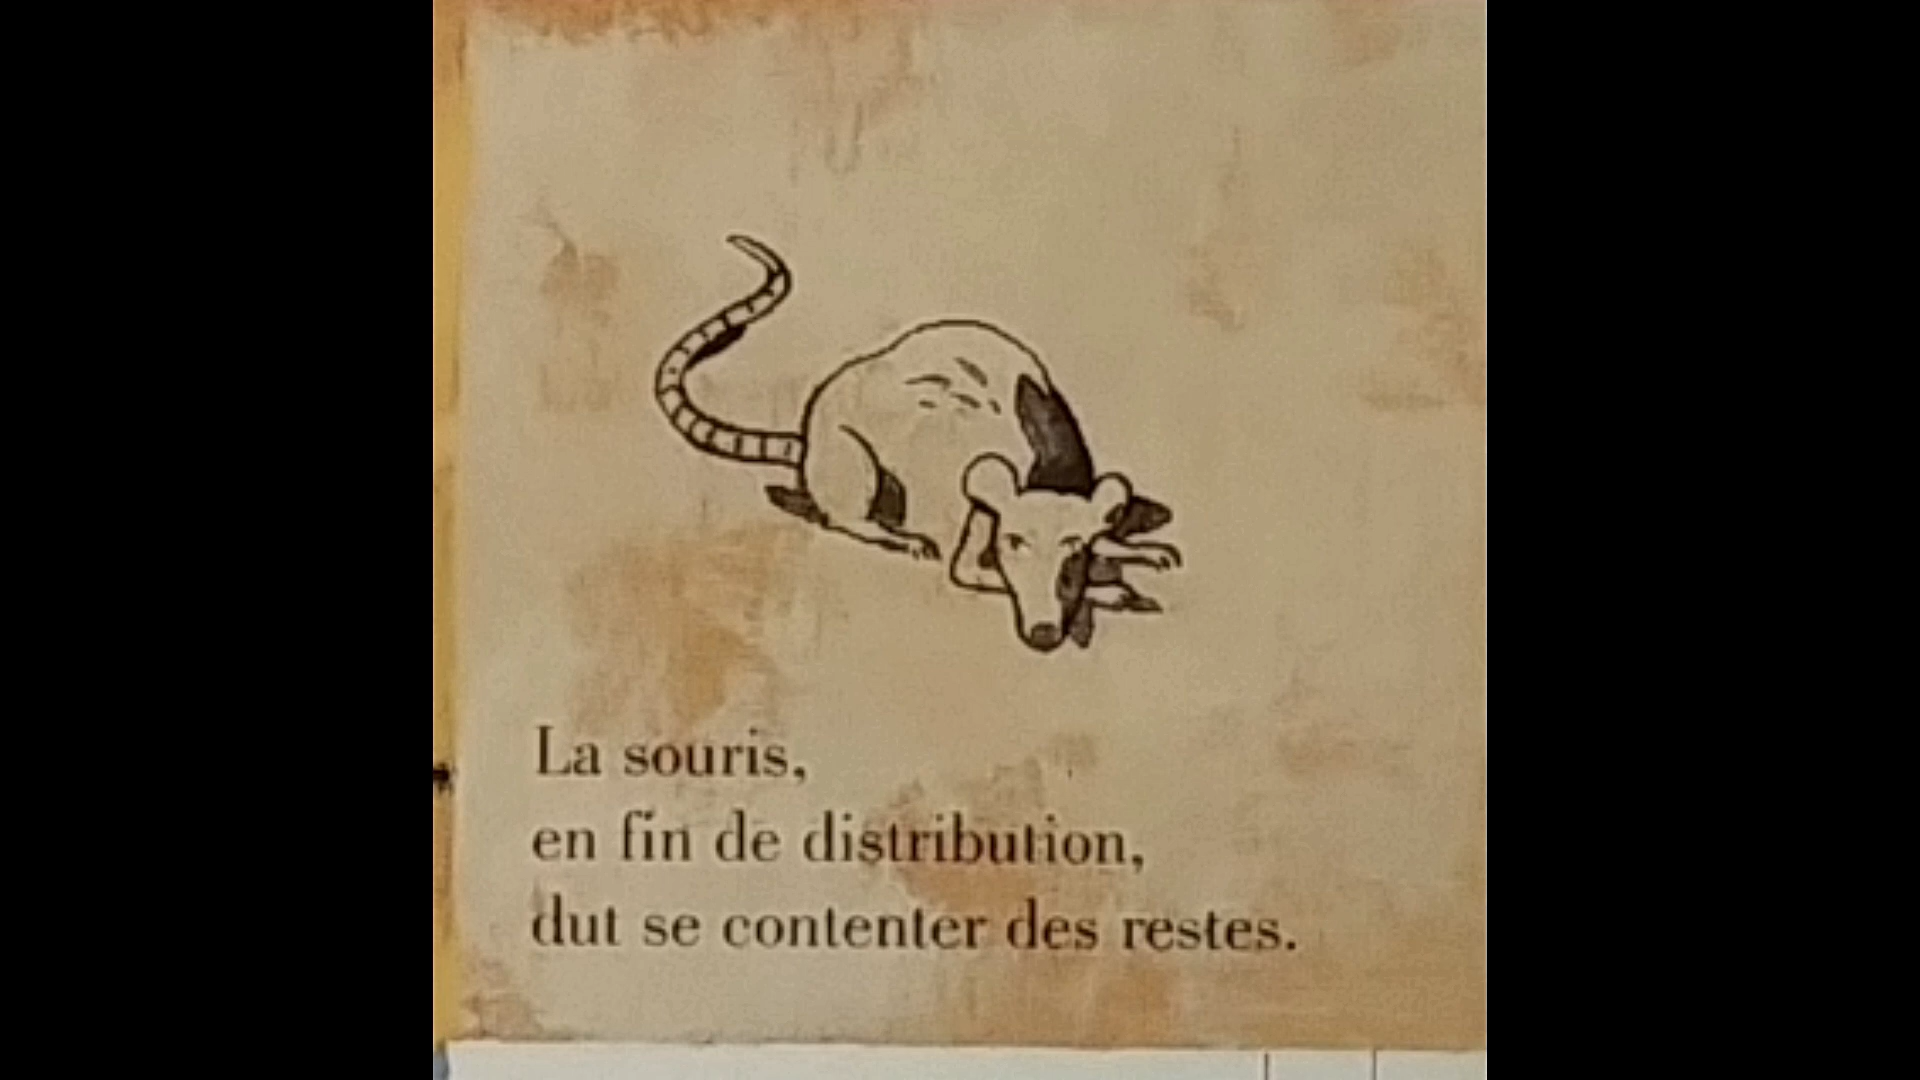 La souris,
en fin de distribution,
dut se contenter des restes.